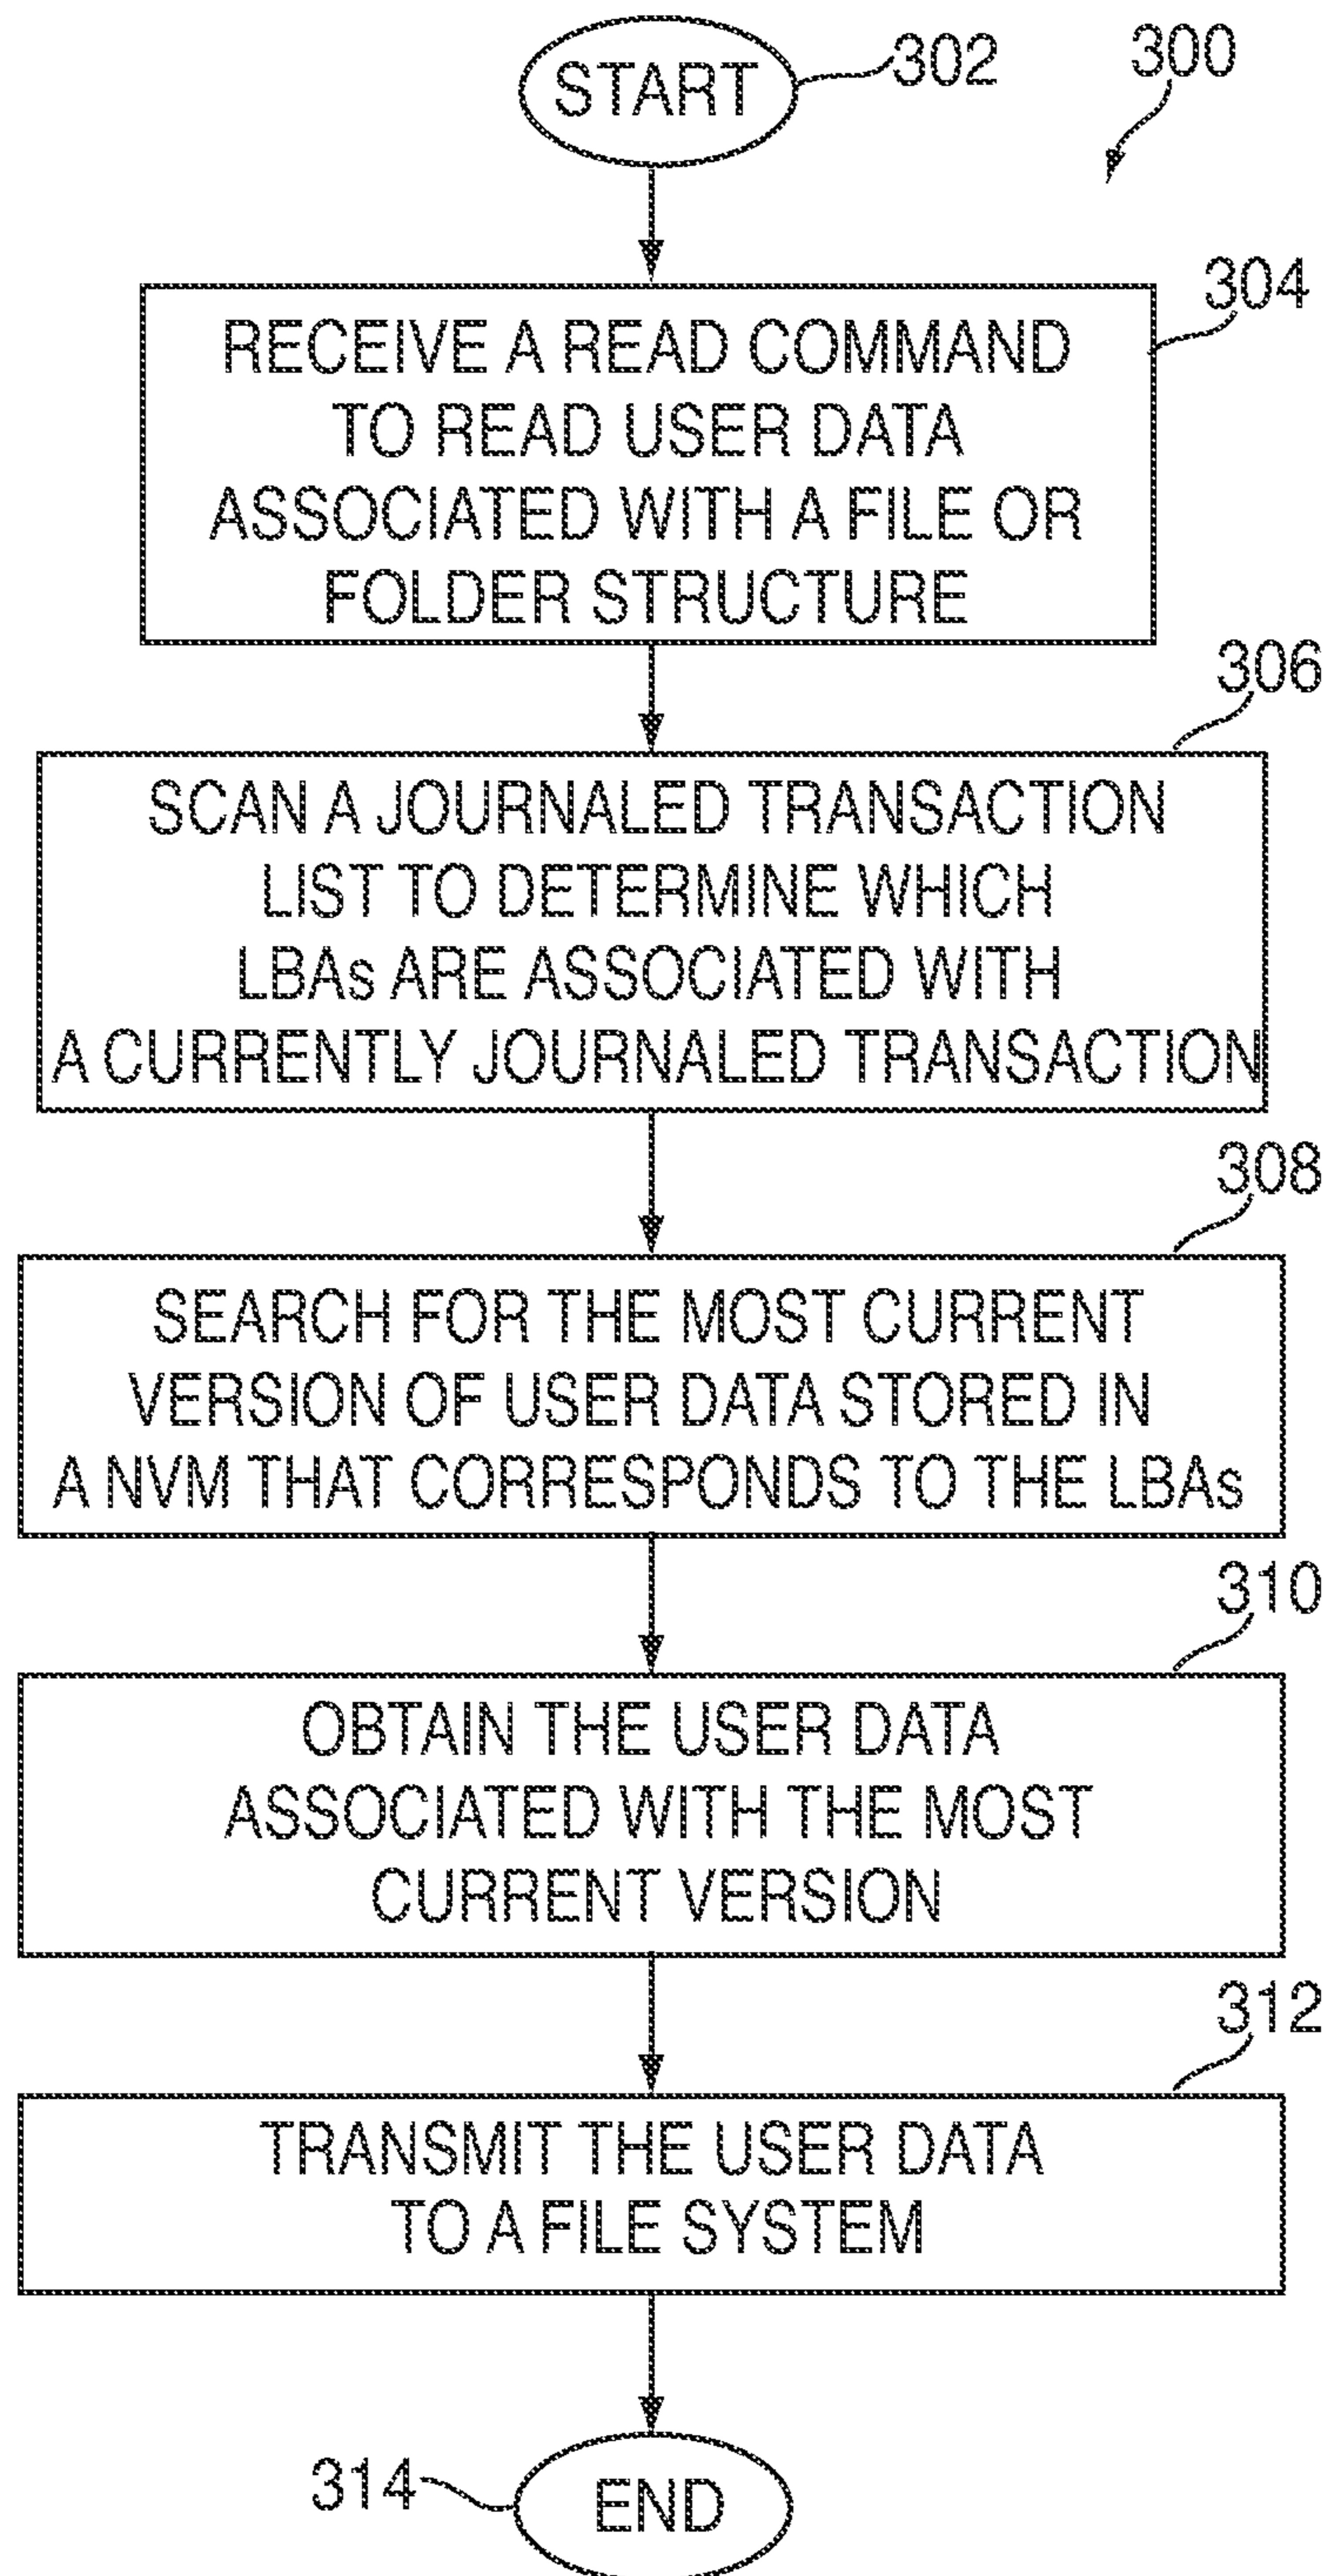 START
302
300
304
RECEIVE A READ COMMAND
TO READ USER DATA
ASSOCIATED WITH A FILE OR
FOLDER STRUCTURE
306
SCAN A JOURNALED TRANSACTION
LIST TO DETERMINE WHICH
LBAs ARE ASSOCIATED WITH
A CURRENTLY JOURNALED TRANSACTION
308
SEARCH FOR THE MOST CURRENT
VERSION OF USER DATA STORED IN
A NVM THAT CORRESPONDS TO THE LBAs
310
OBTAIN THE USER DATA
ASSOCIATED WITH THE MOST
CURRENT VERSION
312
TRANSMIT THE USER DATA
TO A FILE SYSTEM
314
END